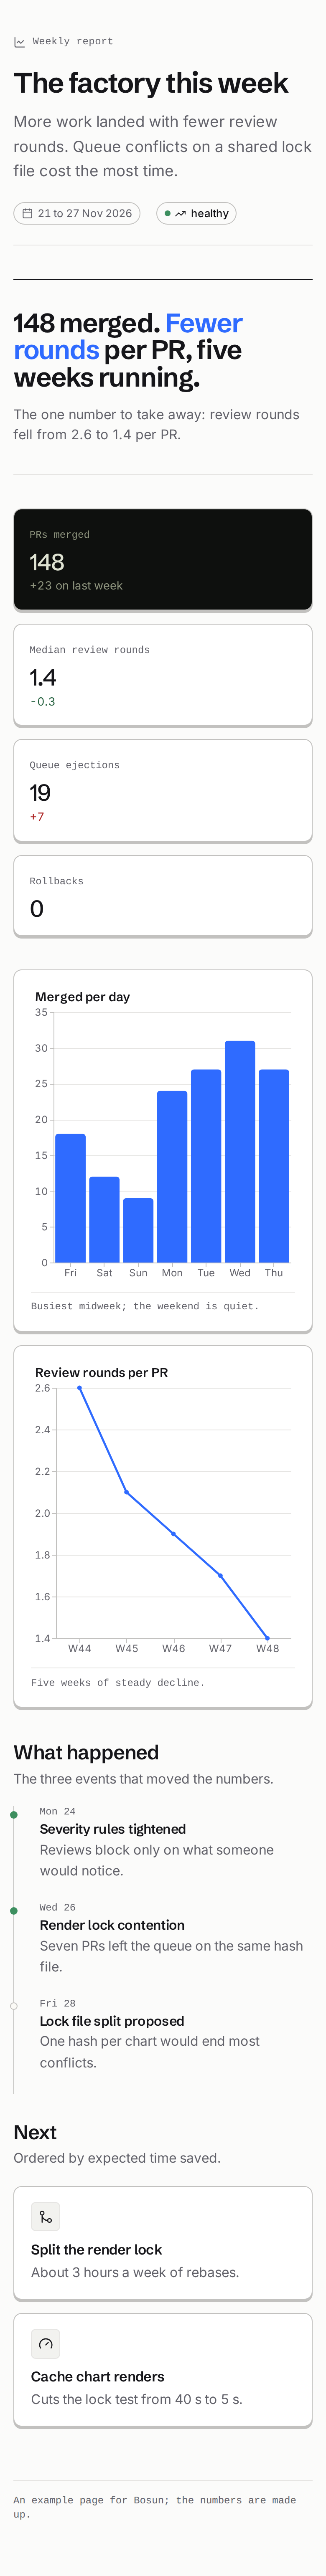 Weekly report
The factory this week
More work landed with fewer review
rounds. Queue conflicts on a shared lock
file cost the most time.
21 to 27 Nov 2026
healthy
148 merged. Fewer
rounds per PR, five
weeks running.
The one number to take away: review rounds
fell from 2.6 to 1.4 per PR.
PRs merged
148
+23 on last week
Median review rounds
1.4
-0.3
Queue ejections
19
+7
Rollbacks
0
Merged per day
35
30
25
20
15
10
5
0
Fri Sat Sun Mon Tue Wed Thu
Busiest midweek; the weekend is quiet.
Review rounds per PR
2.6
2.4
2.2
2.0
1.8
1.6
1.4
W44 W45 W46 W47 W48
Five weeks of steady decline.
What happened
The three events that moved the numbers.
Mon 24
Severity rules tightened
Reviews block only on what someone
would notice.
Wed 26
Render lock contention
Seven PRs left the queue on the same hash
file.
Fri 28
Lock file split proposed
One hash per chart would end most
conflicts.
Next
Ordered by expected time saved.
Split the render lock
About 3 hours a week of rebases.
Cache chart renders
Cuts the lock test from 40 s to 5 s.
An example page for Bosun; the numbers are made
up.